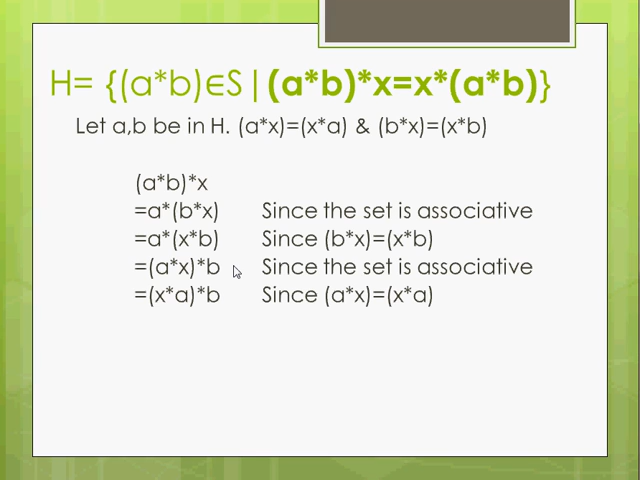 H= {(a*b)∈S|(a*b)*x=x*(a*b)}
Let a,b be in H. (a*x)=(x*a) & (b*x)=(x*b)
(a*b)*x
=a*(b*x) Since the set is associative
=a*(x*b) Since (b*x)=(x*b)
=(a*x)*b Since the set is associative
=(x*a)*b Since (a*x)=(x*a)